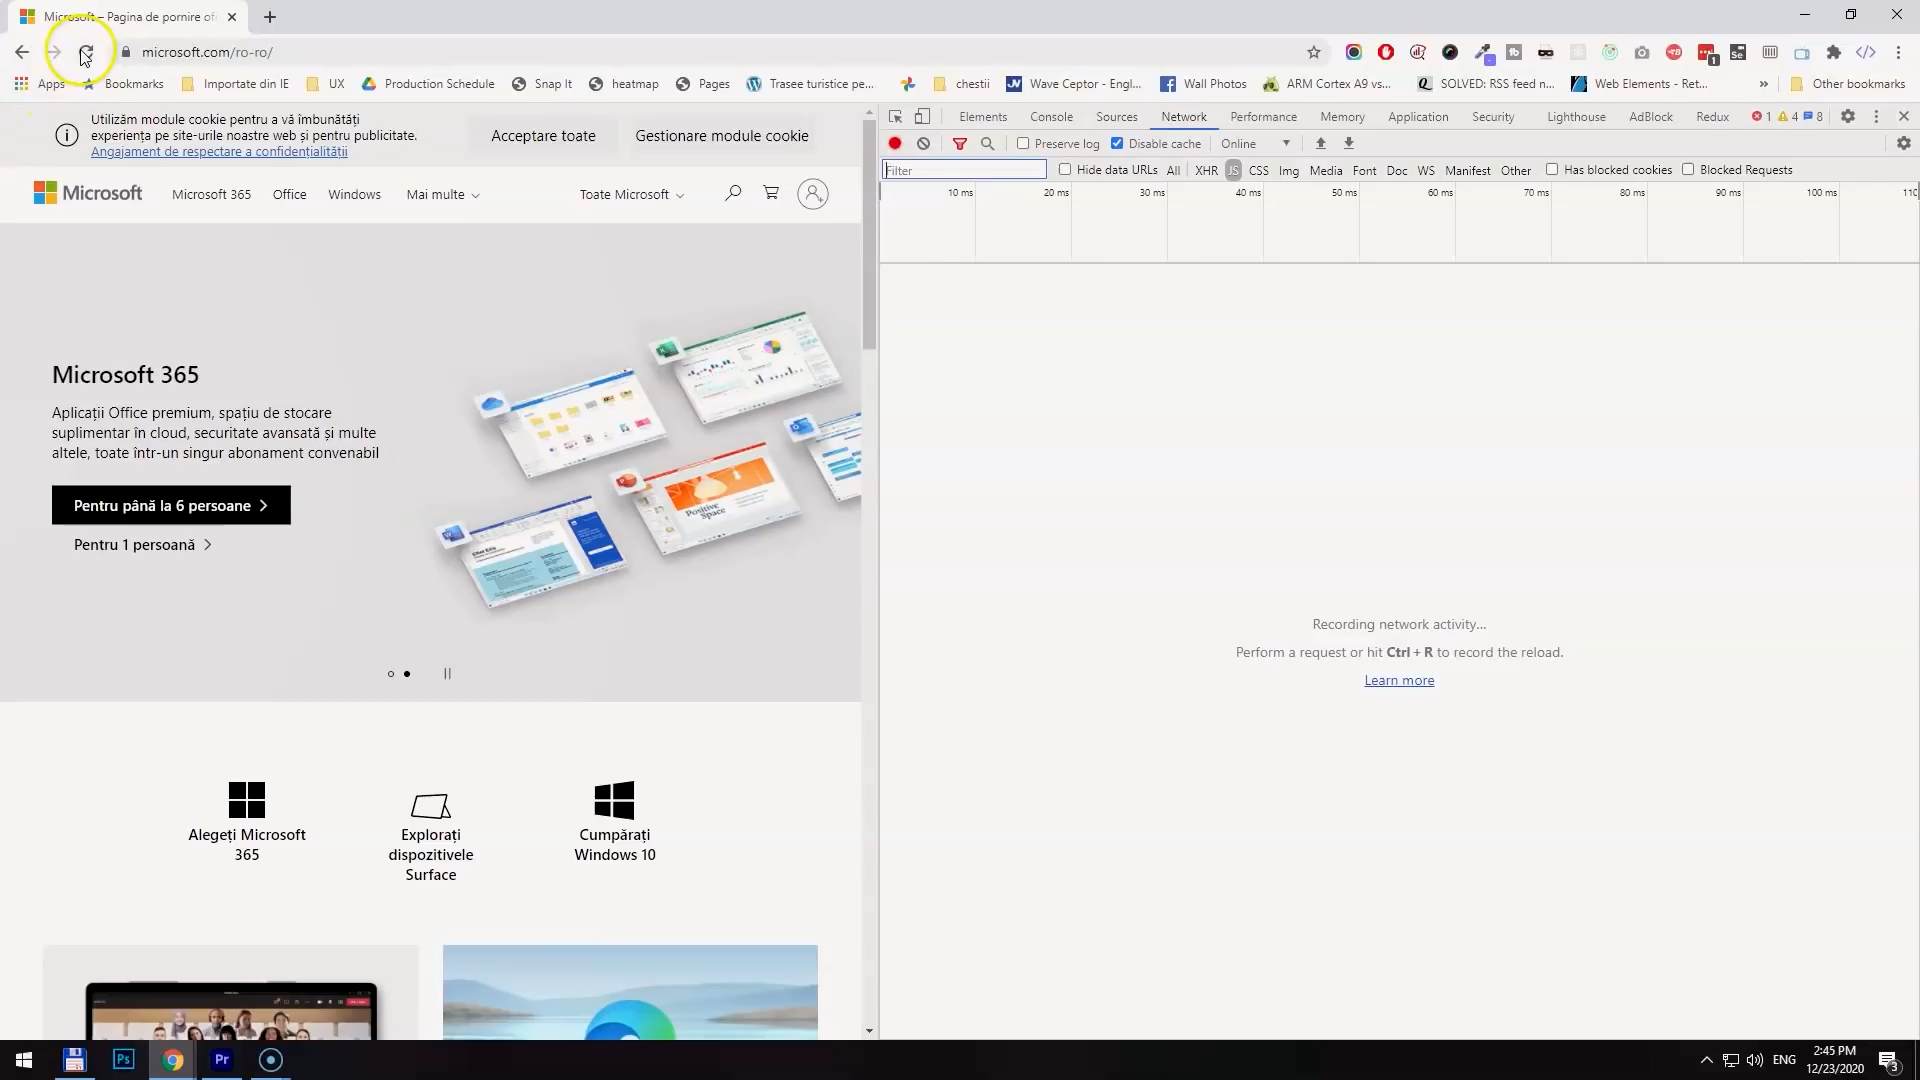 Microsoft – Pagina de pornire ofi
microsoft.com/ro-ro/
Apps
Bookmarks
Importate din IE
UX
Production Schedule
Snap It
heatmap
Pages
Trasee turistice pe...
chestii
Wave Ceptor - Engl...
Wall Photos
ARM Cortex A9 vs...
SOLVED: RSS feed n...
Web Elements - Ret...
»
Other bookmarks
Utilizăm module cookie pentru a vă îmbunătăți
experiența pe site-urile noastre web și pentru publicitate.
Angajament de respectare a confidențialității
Acceptare toate
Gestionare module cookie
Microsoft
Microsoft 365
Office
Windows
Mai multe
Toate Microsoft
Microsoft 365
Aplicații Office premium, spațiu de stocare
suplimentar în cloud, securitate avansată și multe
altele, toate într-un singur abonament convenabil
Pentru până la 6 persoane
Pentru 1 persoană
Positive
Space
Alegeți Microsoft
365
Explorați
dispozitivele
Surface
Cumpărați
Windows 10
Elements
Console
Sources
Network
Performance
Memory
Application
Security
Lighthouse
AdBlock
Redux
1
4
8
Preserve log
Disable cache
Online
Filter
Hide data URLs
All
XHR
JS
CSS
Img
Media
Font
Doc
WS
Manifest
Other
Has blocked cookies
Blocked Requests
10 ms
20 ms
30 ms
40 ms
50 ms
60 ms
70 ms
80 ms
90 ms
100 ms
110
Recording network activity...
Perform a request or hit Ctrl + R to record the reload.
Learn more
Ps
Pr
ENG
2:45 PM
12/23/2020
3